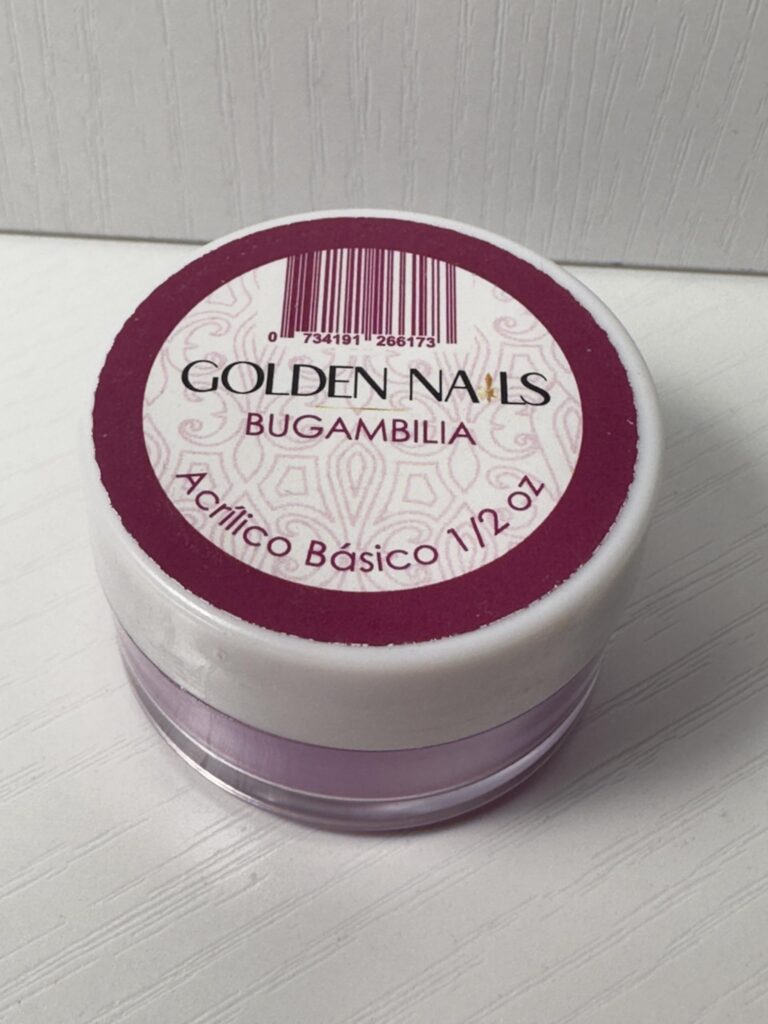 0 734191 266173
GOLDEN NAILS
BUGAMBILIA
Acrílico Básico 1/2 oz